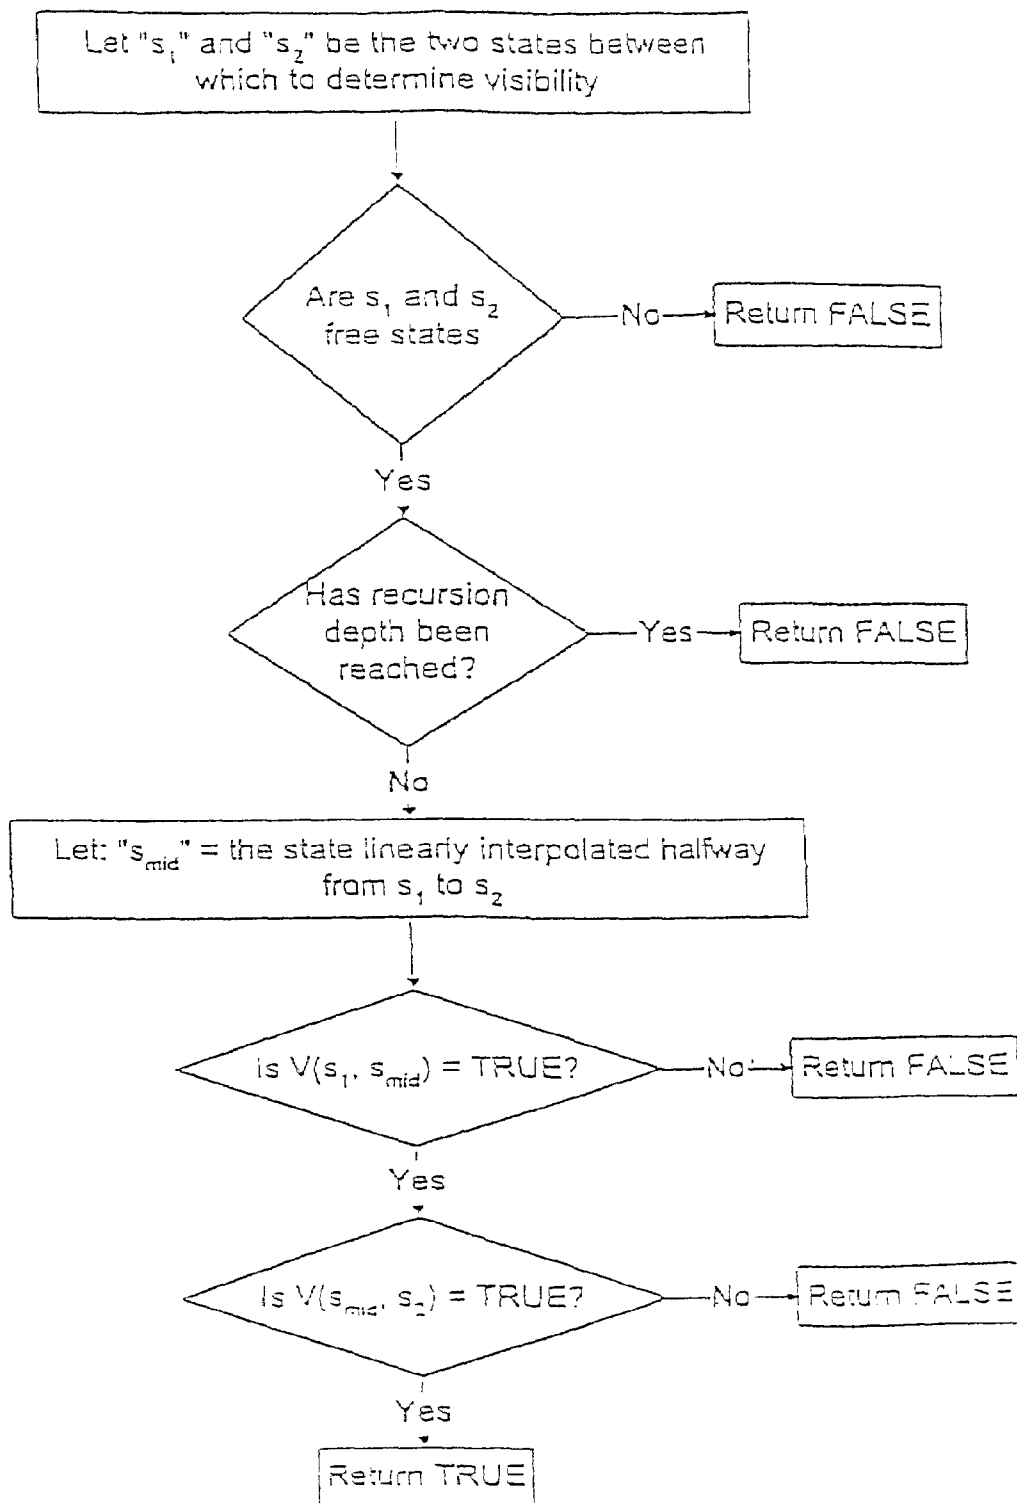 Let "s₁" and "s₂" be the two states between
which to determine visibility
Are s₁ and s₂
free states
No
Return FALSE
Yes
Has recursion
depth been
reached?
Yes
Return FALSE
No
Let: "s_mid" = the state linearly interpolated halfway
from s₁ to s₂
Is V(s₁, s_mid) = TRUE?
No
Return FALSE
Yes
Is V(s_mid, s₂) = TRUE?
No
Return FALSE
Yes
Return TRUE